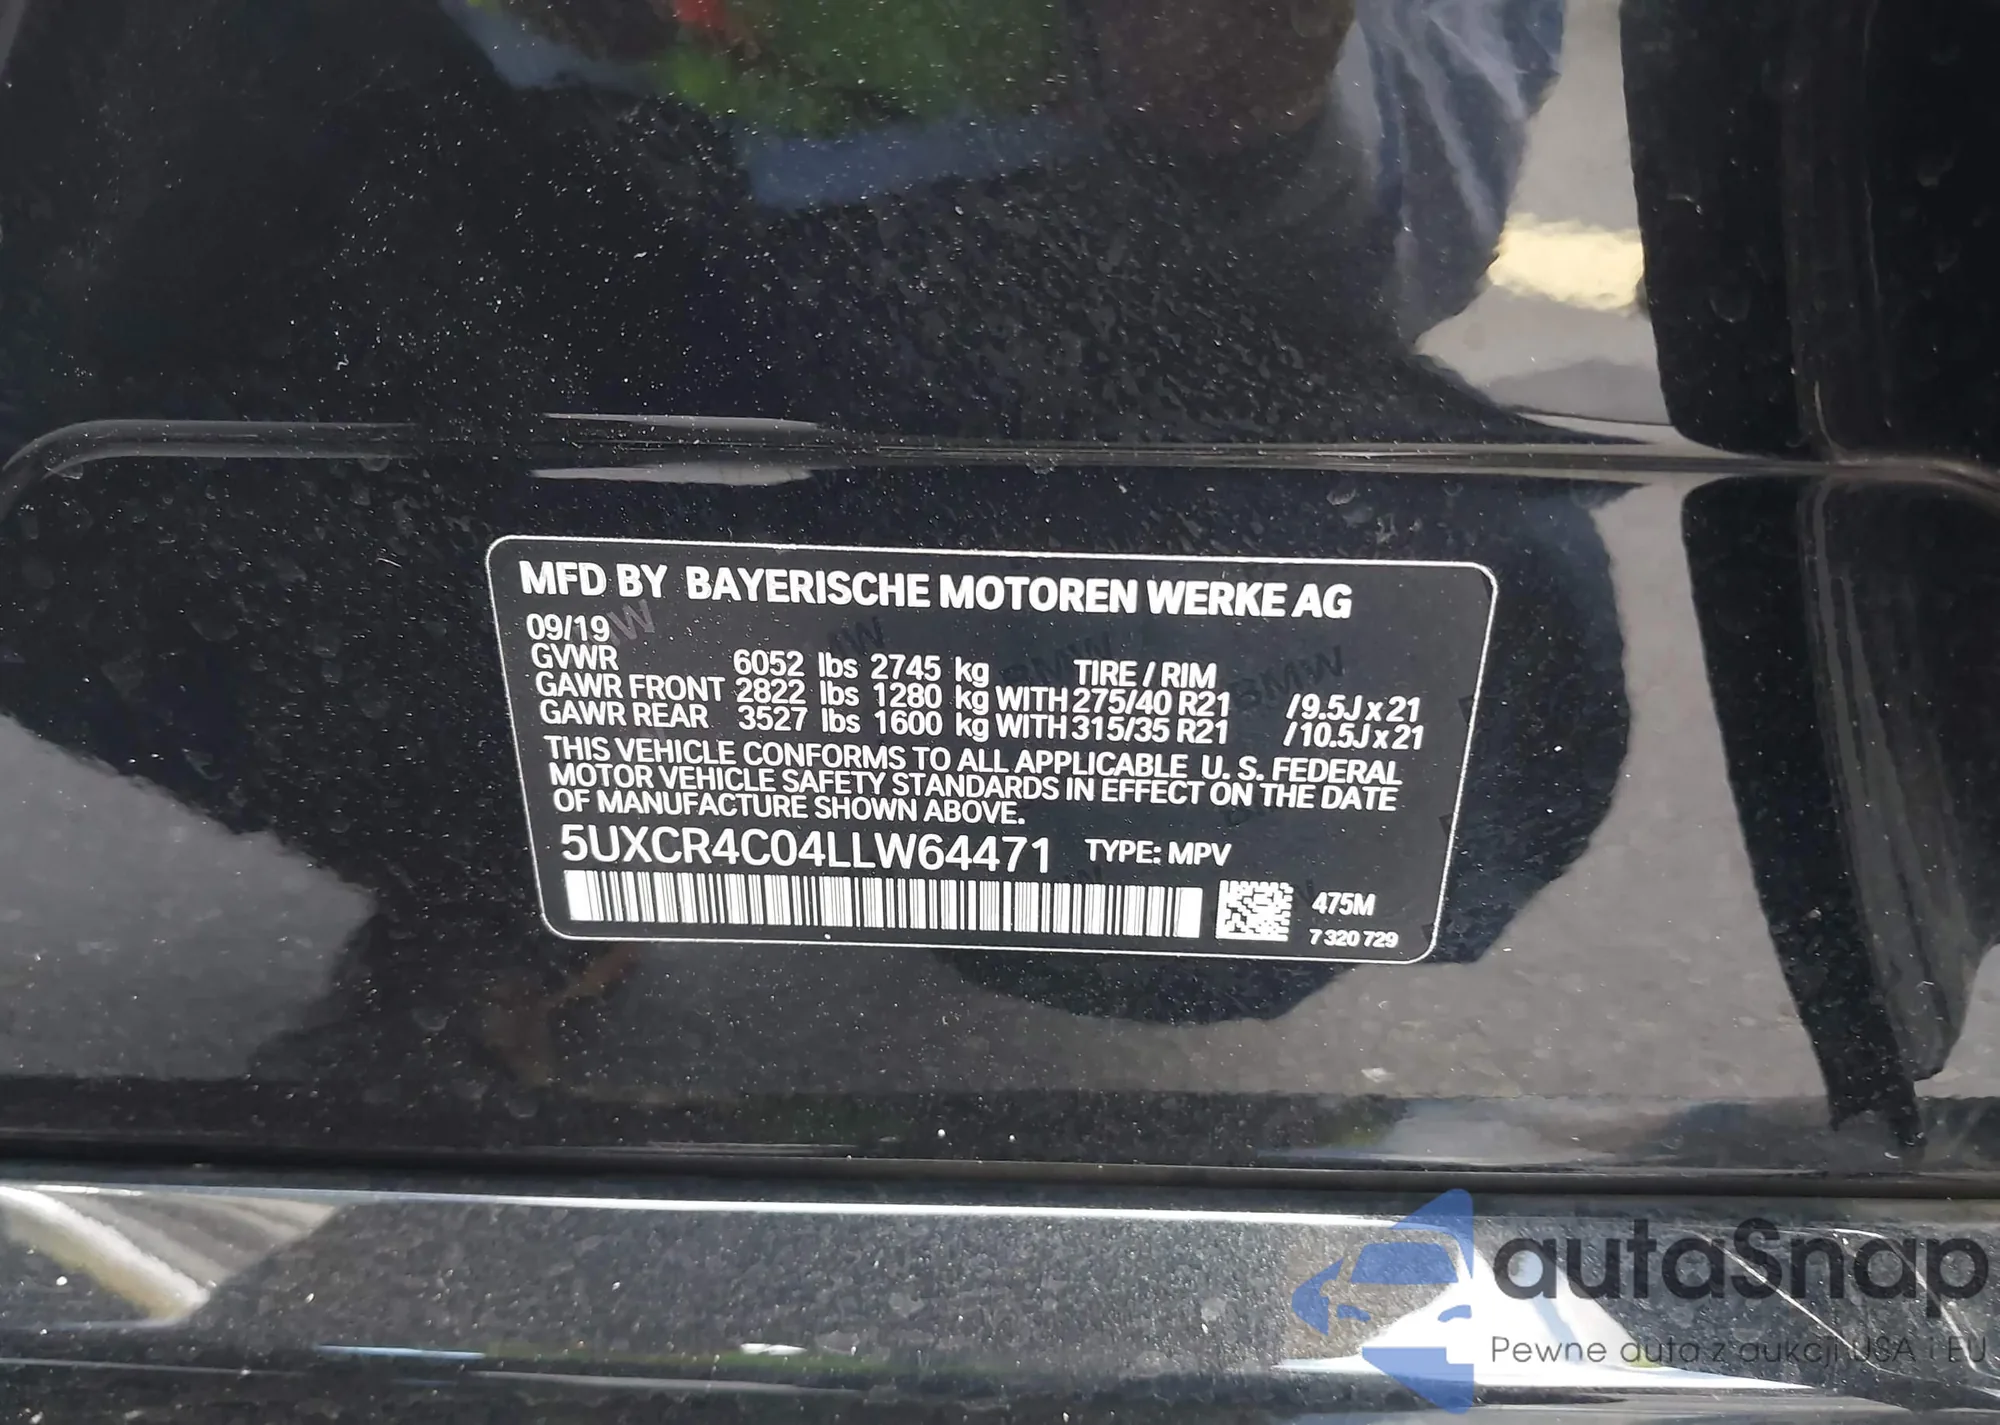 MFD BY BAYERISCHE MOTOREN WERKE AG
09/19
GVWR 6052 lbs 2745 kg TIRE / RIM
GAWR FRONT 2822 lbs 1280 kg WITH 275/40 R21 /9.5J x 21
GAWR REAR 3527 lbs 1600 kg WITH 315/35 R21 /10.5J x 21
THIS VEHICLE CONFORMS TO ALL APPLICABLE U. S. FEDERAL
MOTOR VEHICLE SAFETY STANDARDS IN EFFECT ON THE DATE
OF MANUFACTURE SHOWN ABOVE.
5UXCR4C04LLW64471 TYPE: MPV
475M
7 320 729
autaSnap
Pewne auta z aukcji USA i EU